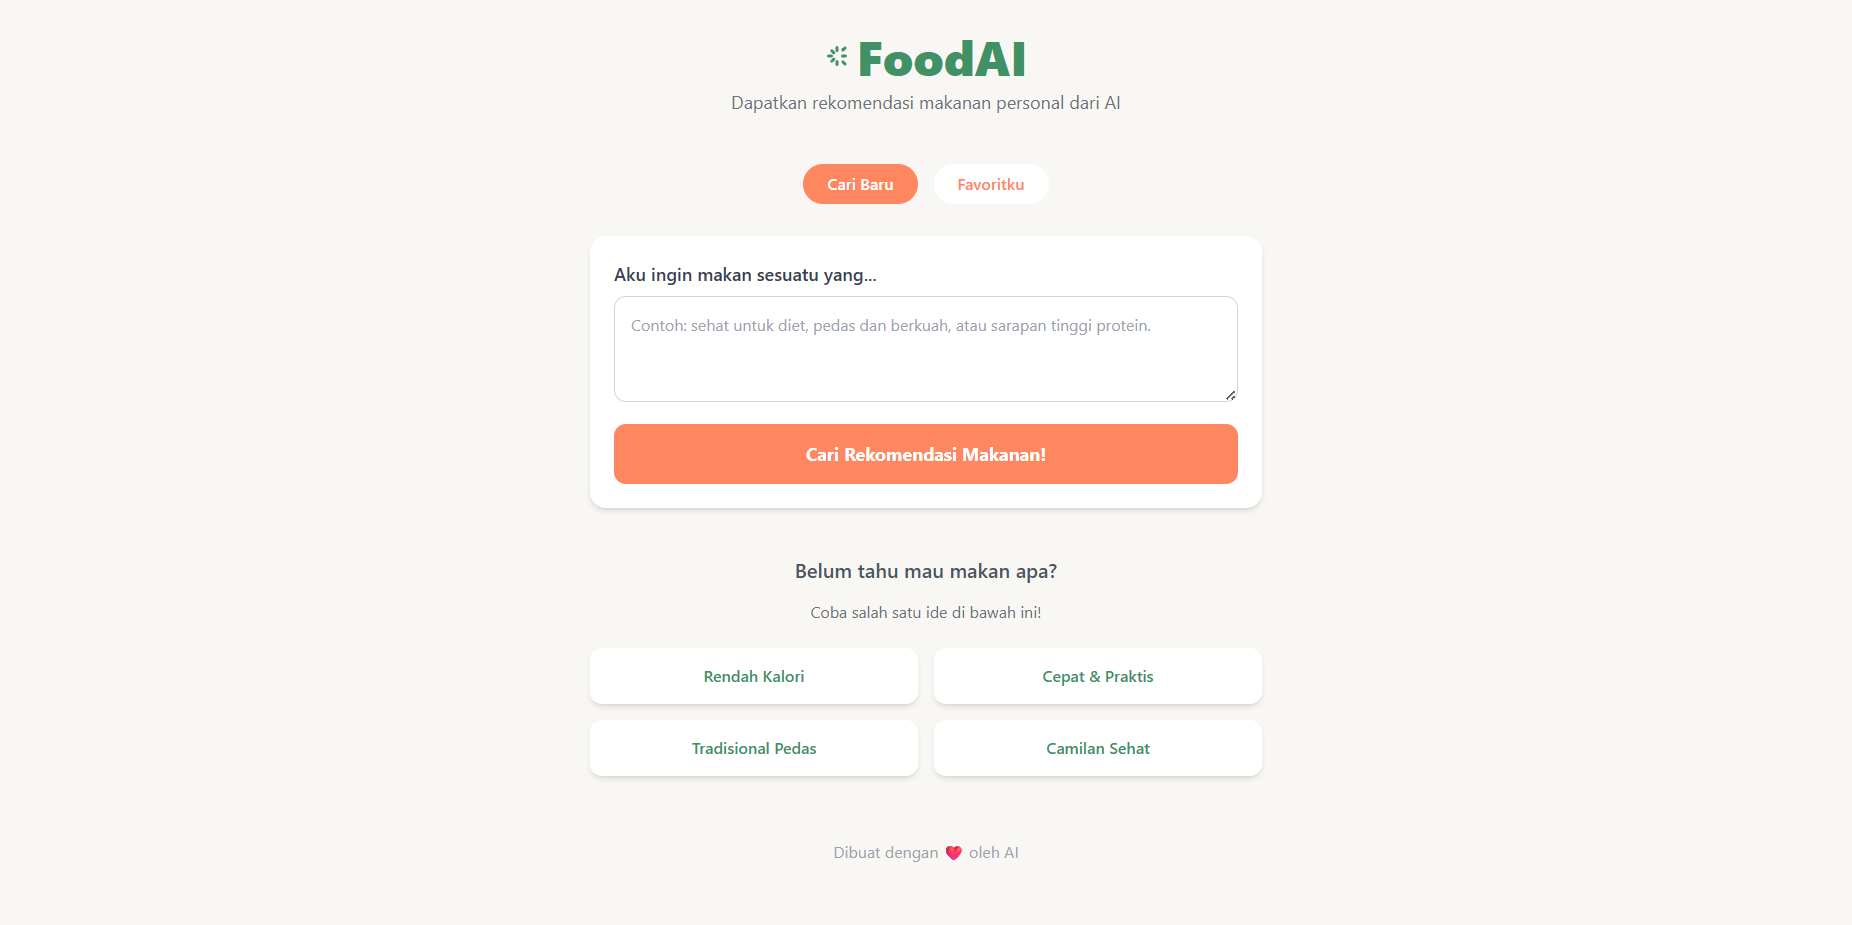 FoodAI
Dapatkan rekomendasi makanan personal dari AI
Cari Baru
Favoritku
Aku ingin makan sesuatu yang...
Contoh: sehat untuk diet, pedas dan berkuah, atau sarapan tinggi protein.
Cari Rekomendasi Makanan!
Belum tahu mau makan apa?
Coba salah satu ide di bawah ini!
Rendah Kalori
Cepat & Praktis
Tradisional Pedas
Camilan Sehat
Dibuat dengan ❤️ oleh AI